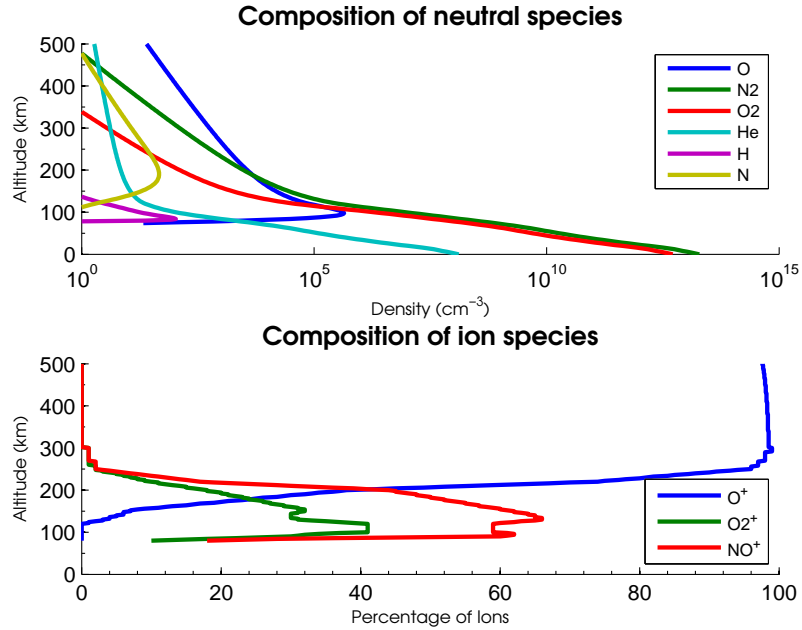 Composition of neutral species
500
400
300
200
100
0
Altitude (km)
10^0
10^5
10^10
10^15
Density (cm^−3)
O
N2
O2
He
H
N
Composition of ion species
500
400
300
200
100
0
Altitude (km)
0
20
40
60
80
100
Percentage of Ions
O^+
O2^+
NO^+